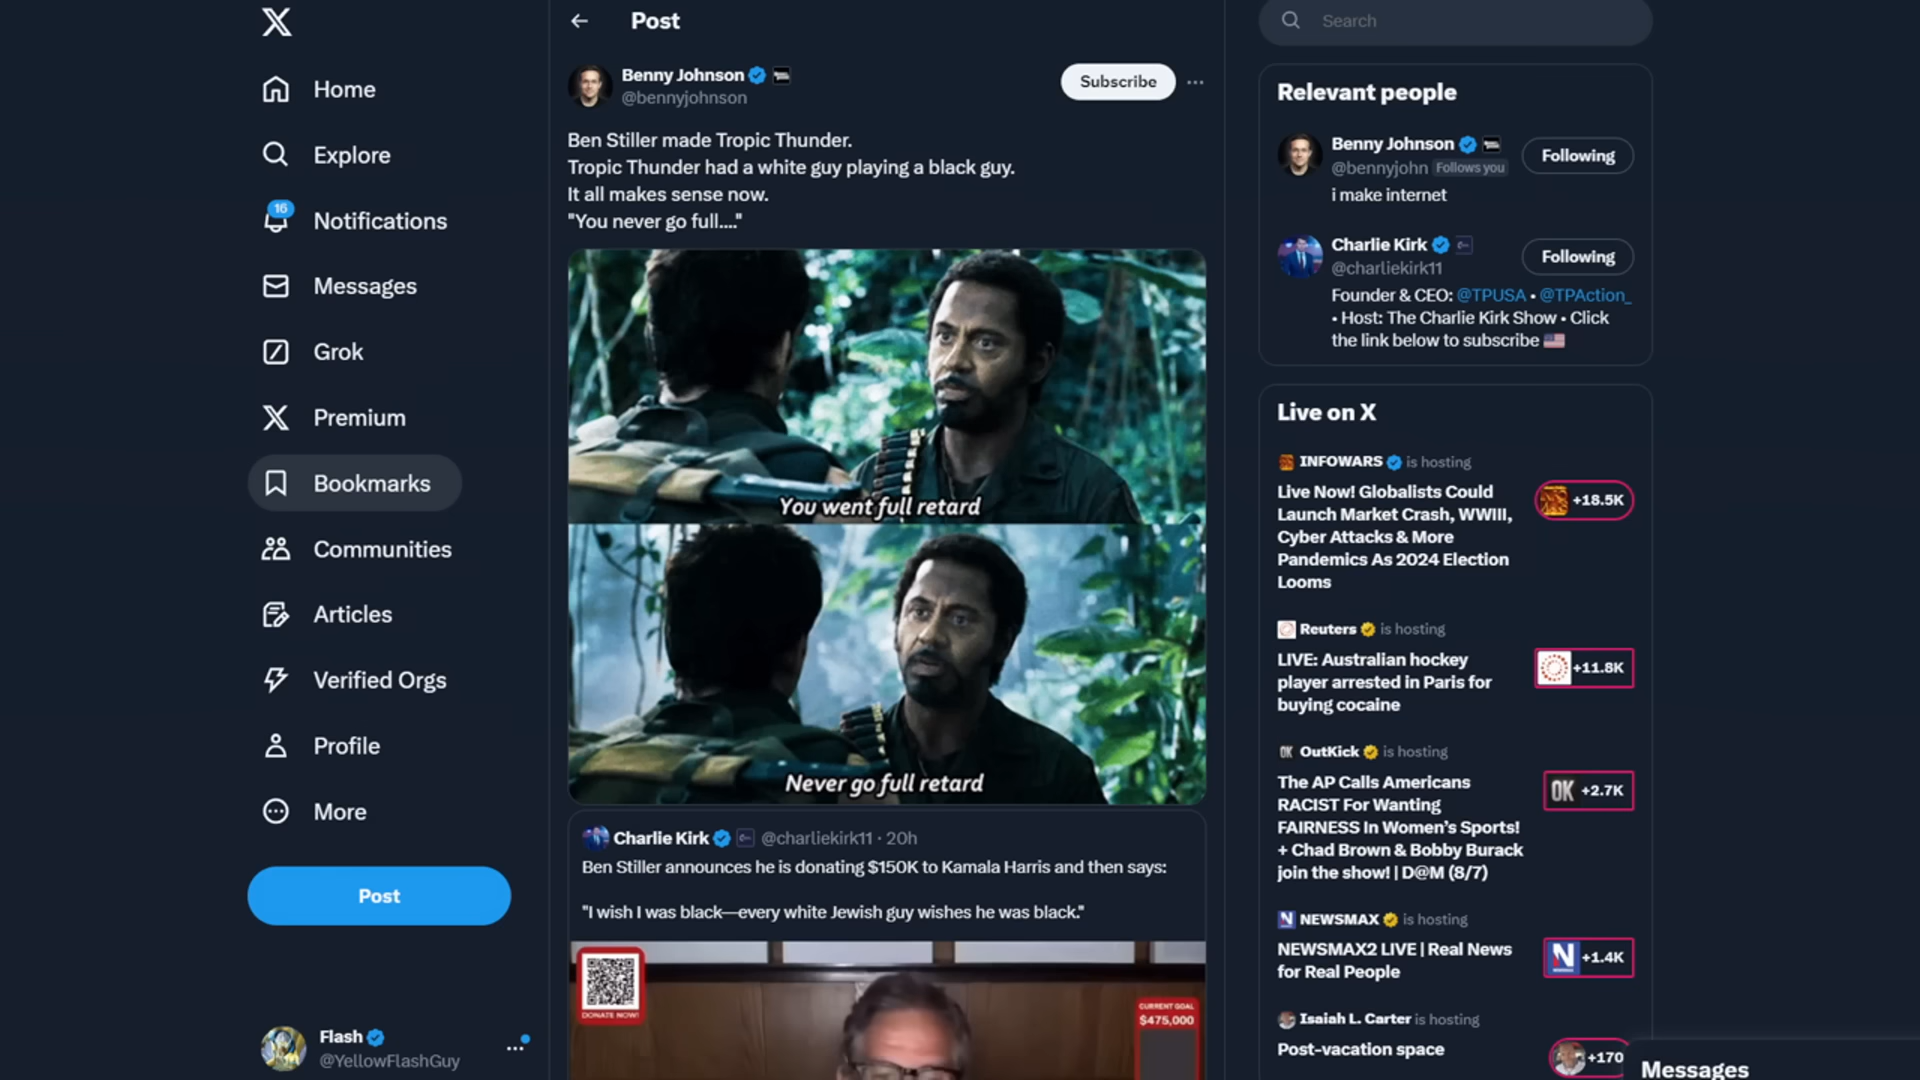 Home
Explore
16
Notifications
Messages
Grok
Premium
Bookmarks
Communities
Articles
Verified Orgs
Profile
More
Post
Flash
@YellowFlashGuy
Post
Benny Johnson
@bennyjohnson
Subscribe
Ben Stiller made Tropic Thunder.
Tropic Thunder had a white guy playing a black guy.
It all makes sense now.
"You never go full...."
You went full retard
Never go full retard
Charlie Kirk @charliekirk11 · 20h
Ben Stiller announces he is donating $150K to Kamala Harris and then says:
"I wish I was black—every white Jewish guy wishes he was black."
DONATE NOW!
CURRENT GOAL
$475,000
Search
Relevant people
Benny Johnson
@bennyjohn Follows you
Following
i make internet
Charlie Kirk
@charliekirk11
Following
Founder & CEO: @TPUSA • @TPAction_
• Host: The Charlie Kirk Show • Click
the link below to subscribe
Live on X
INFOWARS is hosting
Live Now! Globalists Could
Launch Market Crash, WWIII,
Cyber Attacks & More
Pandemics As 2024 Election
Looms
+18.5K
Reuters is hosting
LIVE: Australian hockey
player arrested in Paris for
buying cocaine
+11.8K
OutKick is hosting
The AP Calls Americans
RACIST For Wanting
FAIRNESS In Women's Sports!
+ Chad Brown & Bobby Burack
join the show! | D@M (8/7)
OK +2.7K
NEWSMAX is hosting
NEWSMAX2 LIVE | Real News
for Real People
N +1.4K
Isaiah L. Carter is hosting
Post-vacation space
+170
Messages